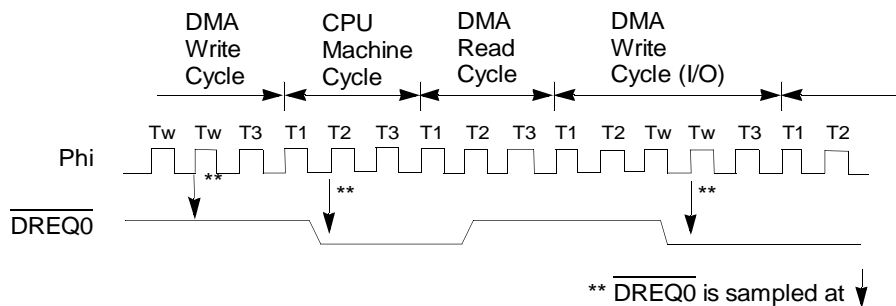 DMA
Write
Cycle
CPU
Machine
Cycle
DMA
Read
Cycle
DMA
Write
Cycle (I/O)
Tw Tw T3 T1 T2 T3 T1 T2 T3 T1 T2 Tw Tw T3 T1 T2
Phi
** ** **
DREQ0
** DREQ0 is sampled at